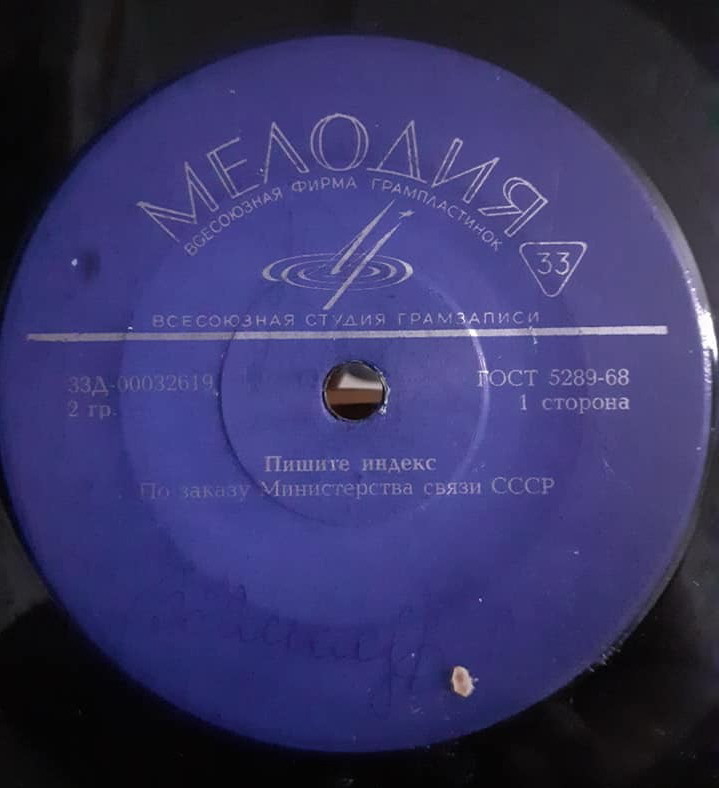 МЕЛОДИЯ
ВСЕСОЮЗНАЯ ФИРМА ГРАМПЛАСТИНОК
33
ВСЕСОЮЗНАЯ СТУДИЯ ГРАМЗАПИСИ
33Д-00032619
ГОСТ 5289-68
2 гр.
1 сторона
Пишите индекс
По заказу Министерства связи СССР